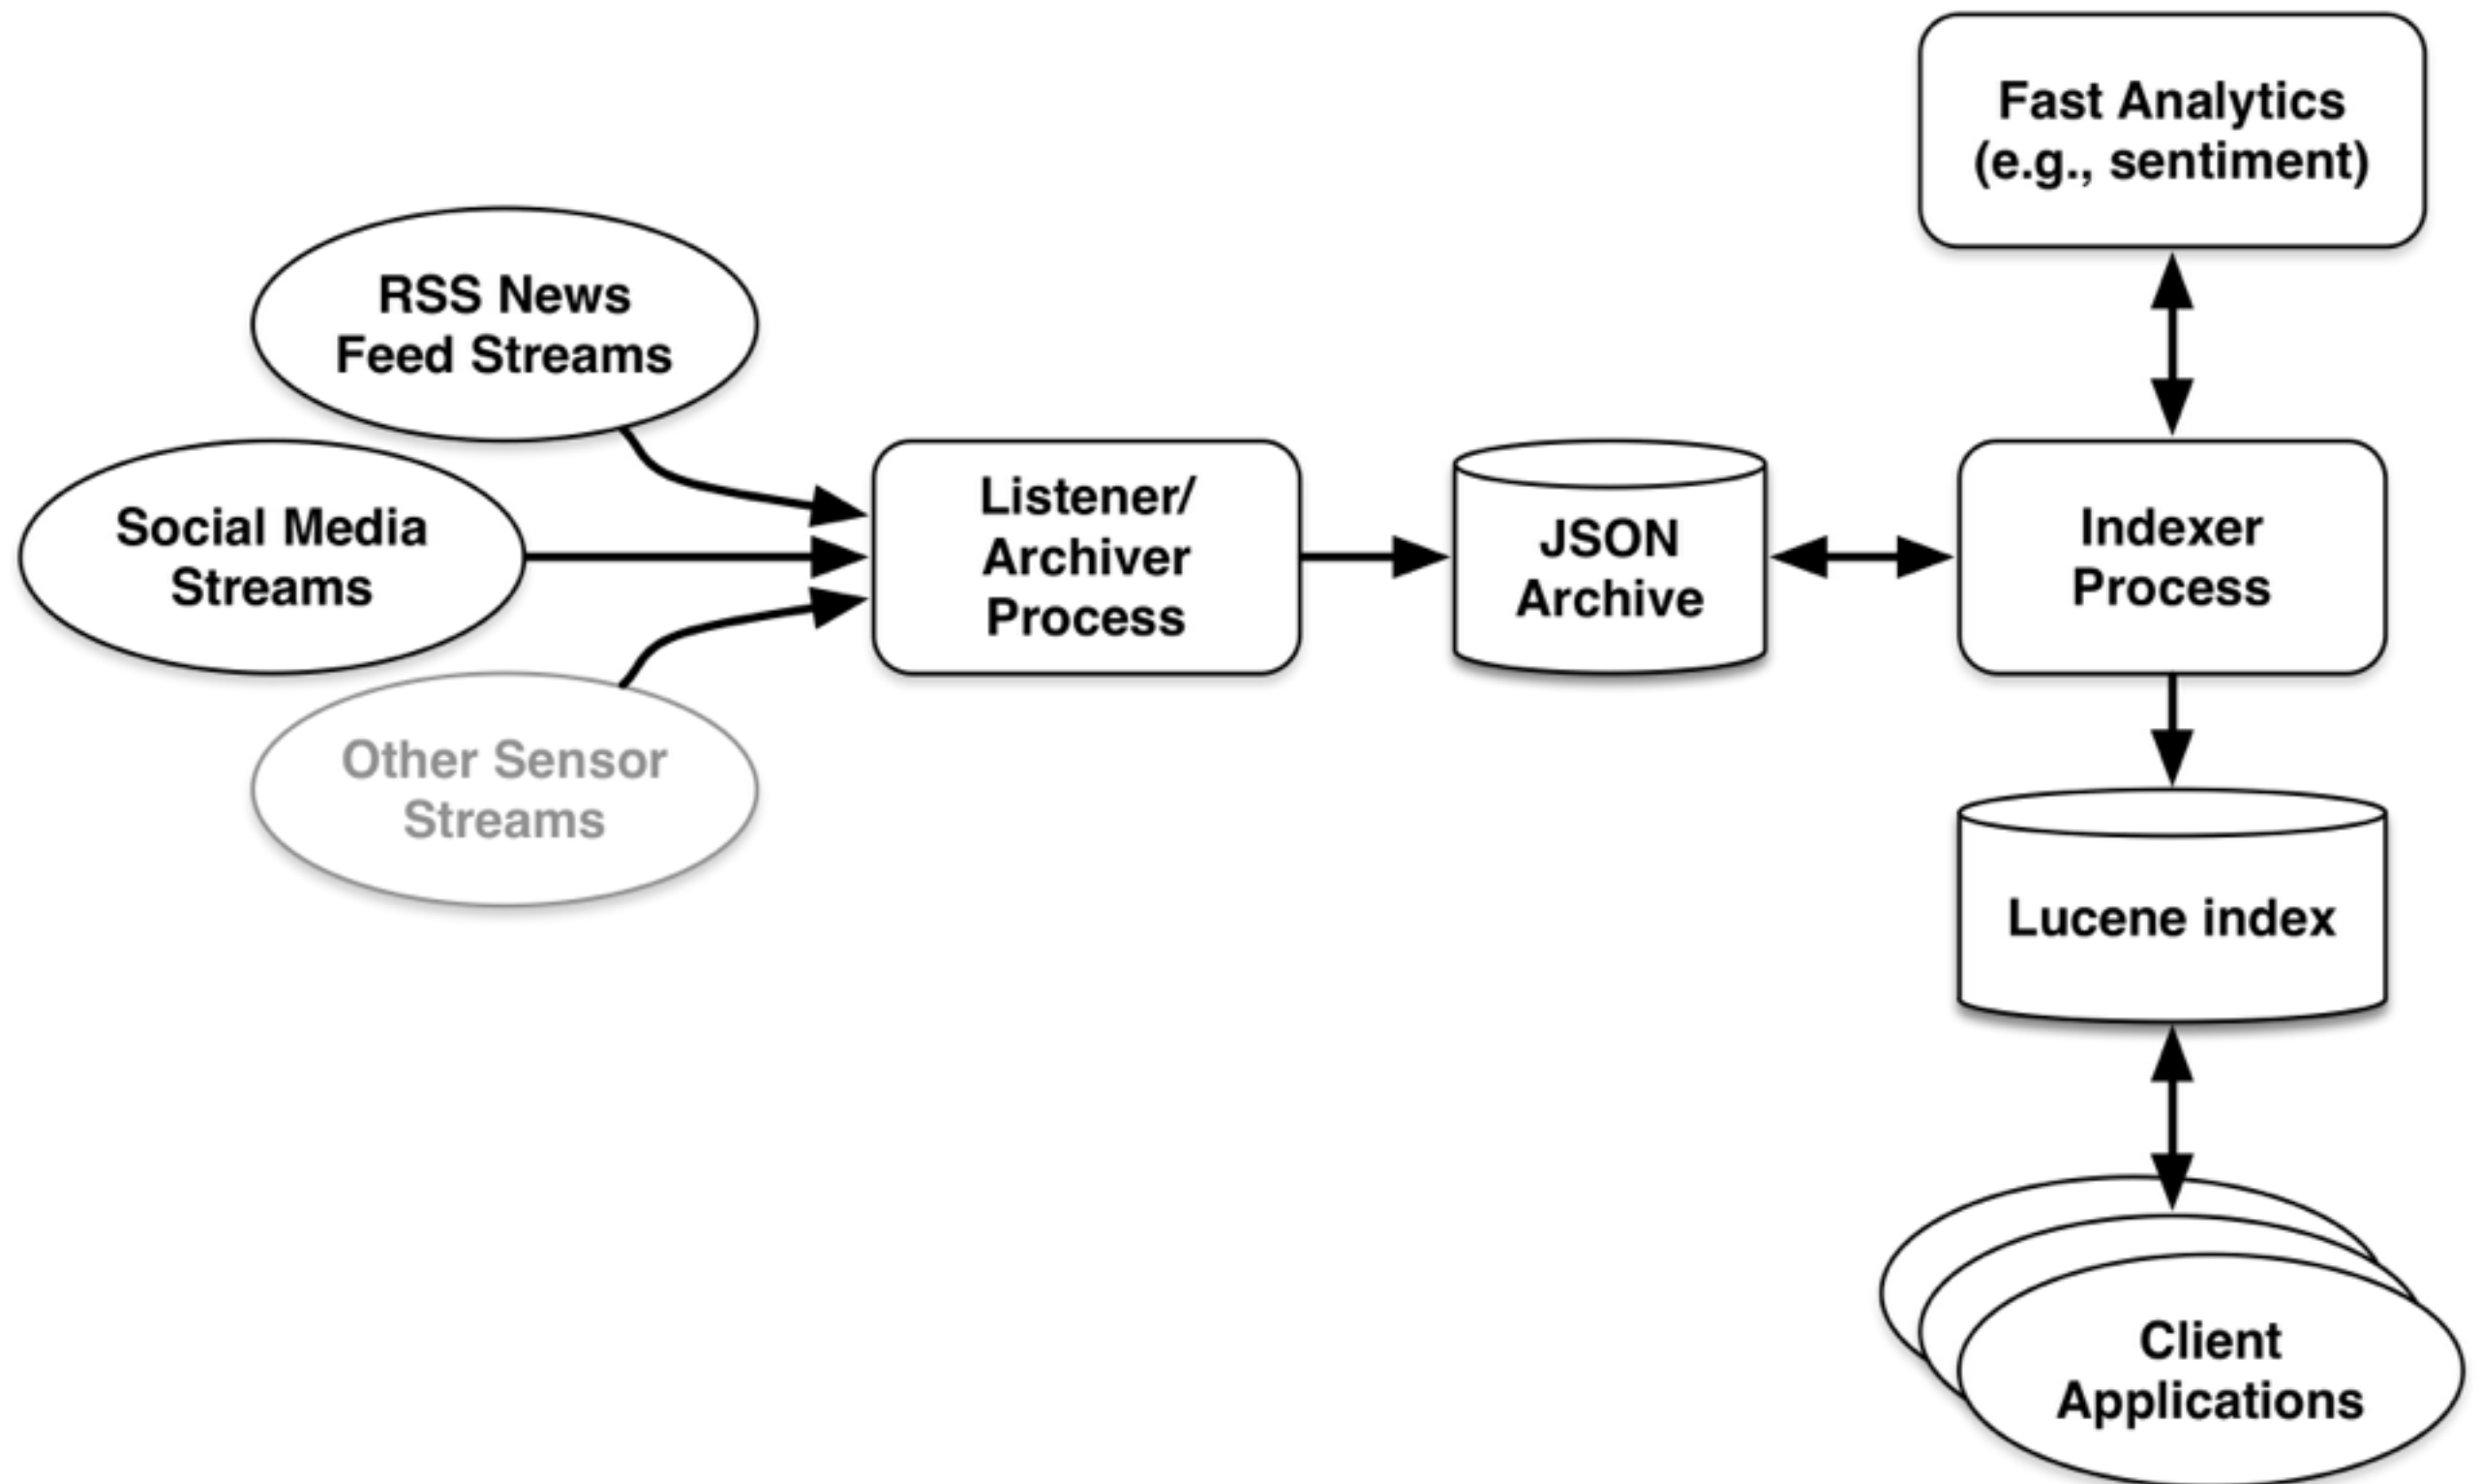 Fast Analytics
(e.g., sentiment)
RSS News
Feed Streams
Social Media
Streams
Other Sensor
Streams
Listener/
Archiver
Process
JSON
Archive
Indexer
Process
Lucene index
Client
Applications